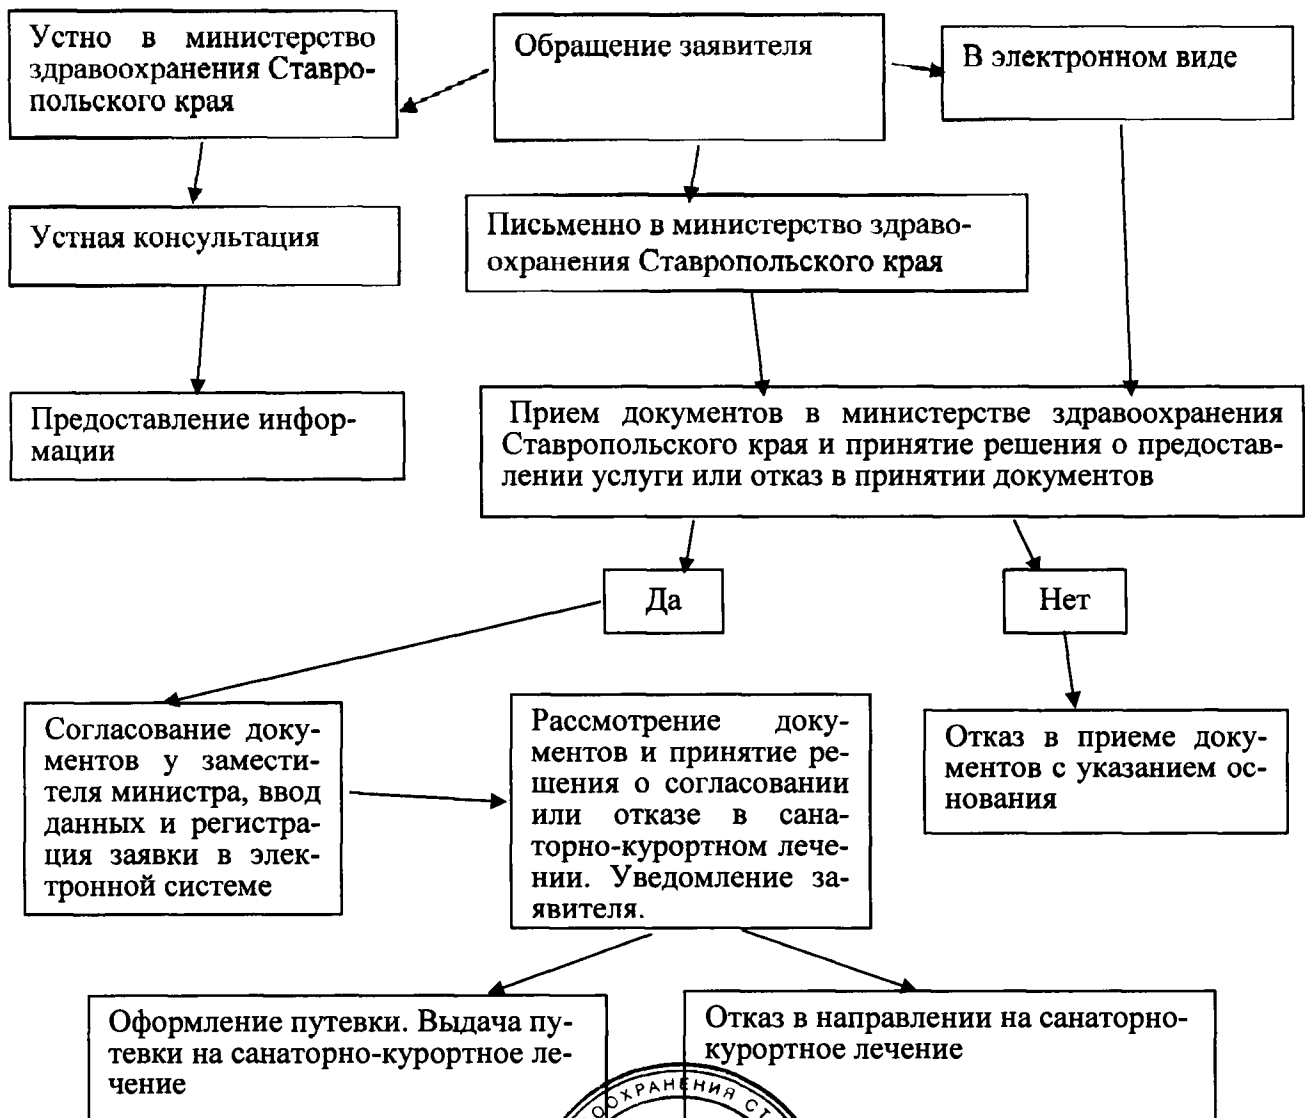 Устно в министерство
здравоохранения Ставро-
польского края
Обращение заявителя
В электронном виде
Устная консультация
Письменно в министерство здраво-
охранения Ставропольского края
Предоставление инфор-
мации
Прием документов в министерстве здравоохранения
Ставропольского края и принятие решения о предостав-
лении услуги или отказ в принятии документов
Да
Нет
Согласование доку-
ментов у замести-
теля министра, ввод
данных и регистра-
ция заявки в элек-
тронной системе
Рассмотрение доку-
ментов и принятие ре-
шения о согласовании
или отказе в сана-
торно-курортном лече-
нии. Уведомление за-
явителя.
Отказ в приеме доку-
ментов с указанием ос-
нования
Оформление путевки. Выдача пу-
тевки на санаторно-курортное ле-
чение
Отказ в направлении на санаторно-
курортное лечение
ООХРАНЕНИЯ СТ